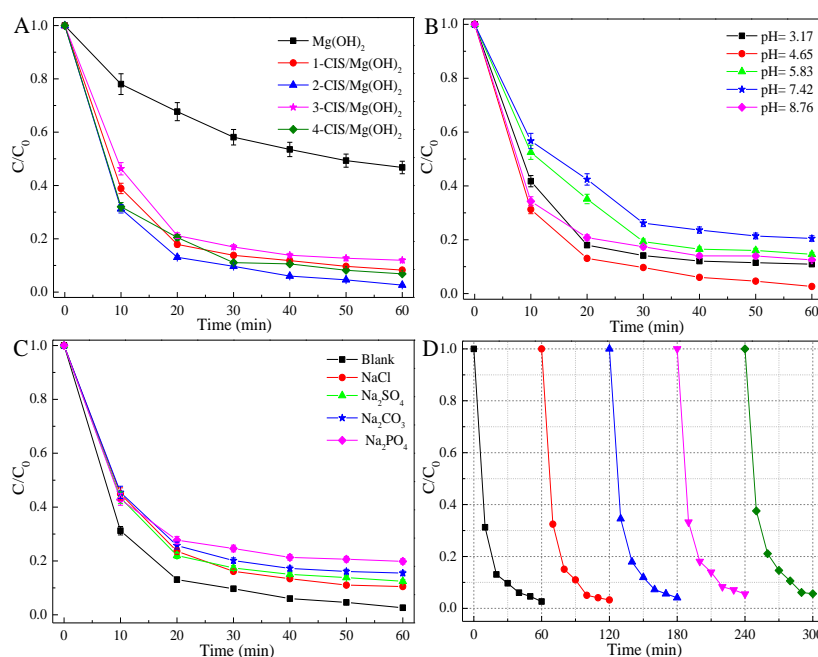 A
Mg(OH)₂
1-CIS/Mg(OH)₂
2-CIS/Mg(OH)₂
3-CIS/Mg(OH)₂
4-CIS/Mg(OH)₂
C/C₀
1.0
0.8
0.6
0.4
0.2
0.0
0 10 20 30 40 50 60
Time (min)
B
pH= 3.17
pH= 4.65
pH= 5.83
pH= 7.42
pH= 8.76
C/C₀
1.0
0.8
0.6
0.4
0.2
0.0
0 10 20 30 40 50 60
Time (min)
C
Blank
NaCl
Na₂SO₄
Na₂CO₃
Na₂PO₄
C/C₀
1.0
0.8
0.6
0.4
0.2
0.0
0 10 20 30 40 50 60
Time (min)
D
C/C₀
1.0
0.8
0.6
0.4
0.2
0.0
0 60 120 180 240 300
Time (min)